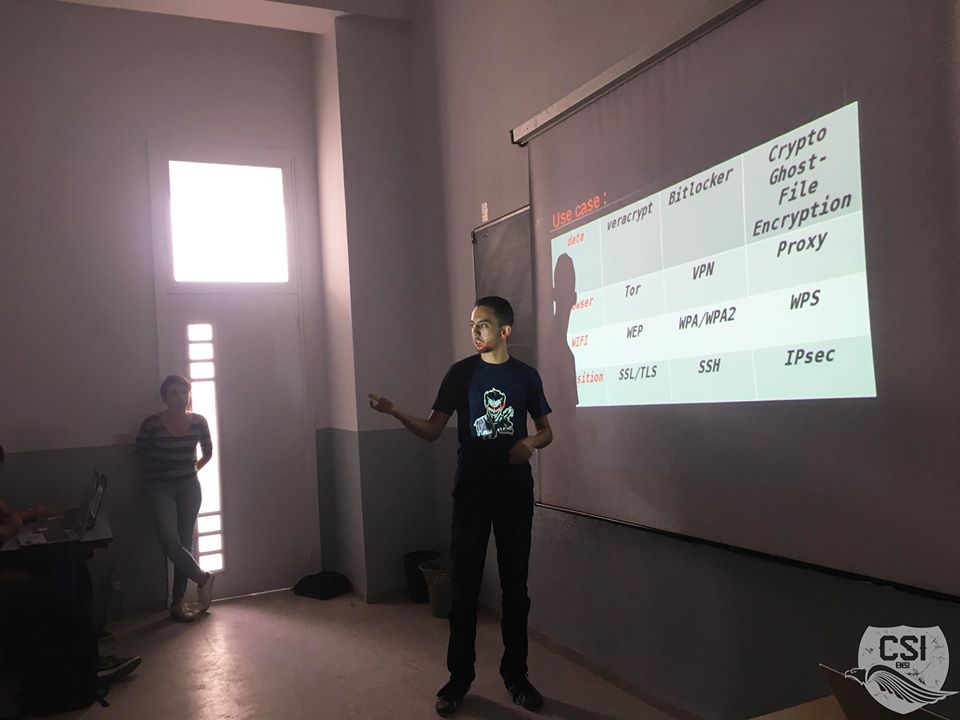 Use case :
data
veracrypt
Bitlocker
Crypto
Ghost-
File
Encryption
Tor
VPN
Proxy
WIFI
WEP
WPA/WPA2
WPS
SSL/TLS
SSH
IPsec
CSI
ENSI